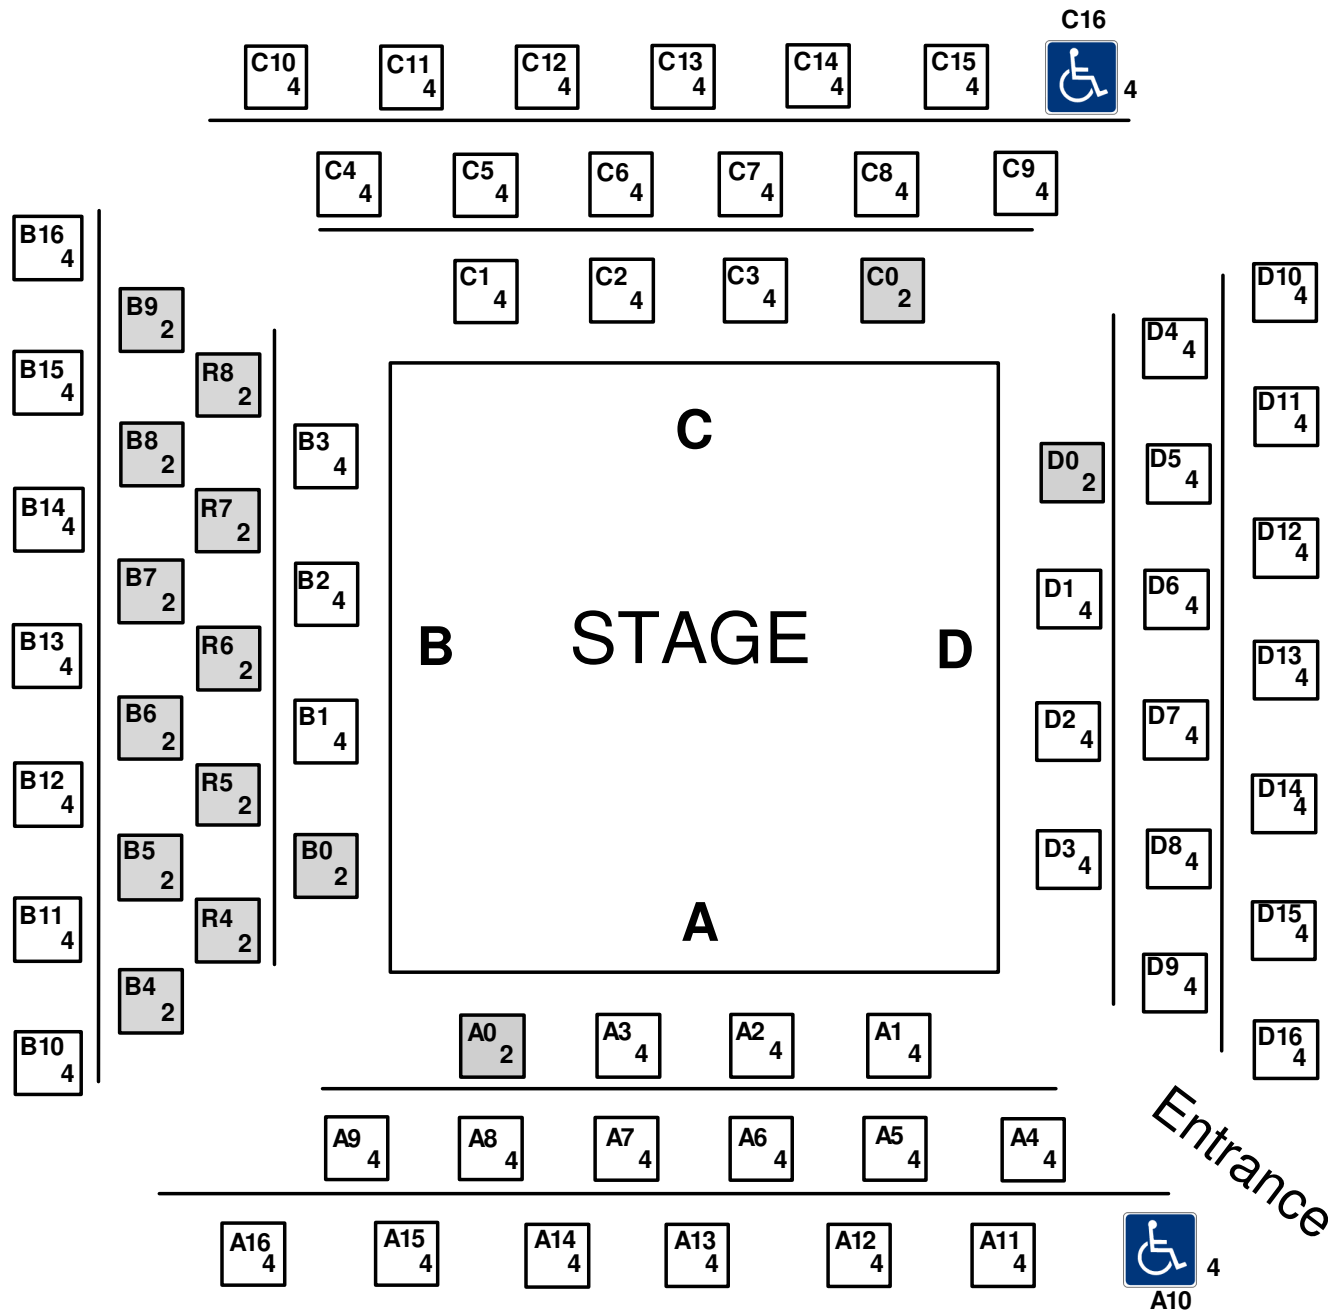 C16
C10 4
C11 4
C12 4
C13 4
C14 4
C15 4
4
C4 4
C5 4
C6 4
C7 4
C8 4
C9 4
C1 4
C2 4
C3 4
C0 2
B16 4
B15 4
B14 4
B13 4
B12 4
B11 4
B10 4
B9 2
B8 2
B7 2
B6 2
B5 2
B4 2
R8 2
R7 2
R6 2
R5 2
R4 2
B3 4
B2 4
B1 4
B0 2
C
B
STAGE
D
A
D0 2
D1 4
D2 4
D3 4
D4 4
D5 4
D6 4
D7 4
D8 4
D9 4
D10 4
D11 4
D12 4
D13 4
D14 4
D15 4
D16 4
A0 2
A3 4
A2 4
A1 4
A9 4
A8 4
A7 4
A6 4
A5 4
A4 4
Entrance
A16 4
A15 4
A14 4
A13 4
A12 4
A11 4
4
A10